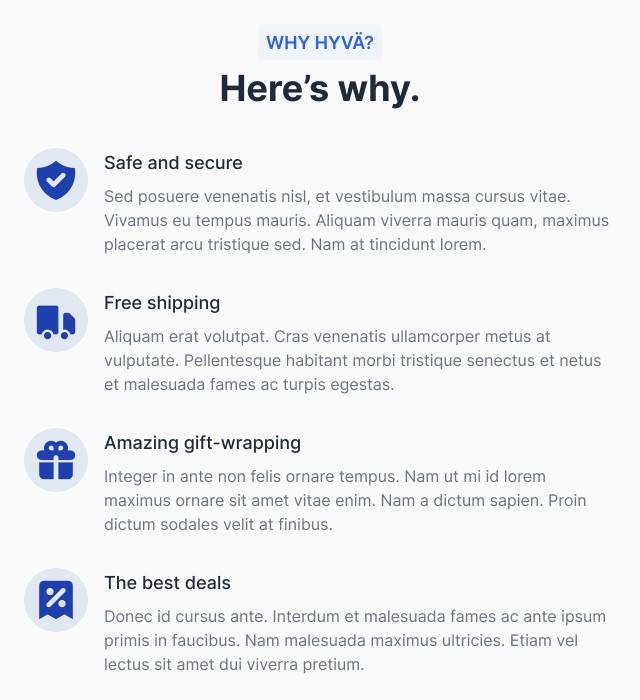 WHY HYVÄ?
Here’s why.
Safe and secure
Sed posuere venenatis nisl, et vestibulum massa cursus vitae.
Vivamus eu tempus mauris. Aliquam viverra mauris quam, maximus
placerat arcu tristique sed. Nam at tincidunt lorem.
Free shipping
Aliquam erat volutpat. Cras venenatis ullamcorper metus at
vulputate. Pellentesque habitant morbi tristique senectus et netus
et malesuada fames ac turpis egestas.
Amazing gift-wrapping
Integer in ante non felis ornare tempus. Nam ut mi id lorem
maximus ornare sit amet vitae enim. Nam a dictum sapien. Proin
dictum sodales velit at finibus.
The best deals
Donec id cursus ante. Interdum et malesuada fames ac ante ipsum
primis in faucibus. Nam malesuada maximus ultricies. Etiam vel
lectus sit amet dui viverra pretium.